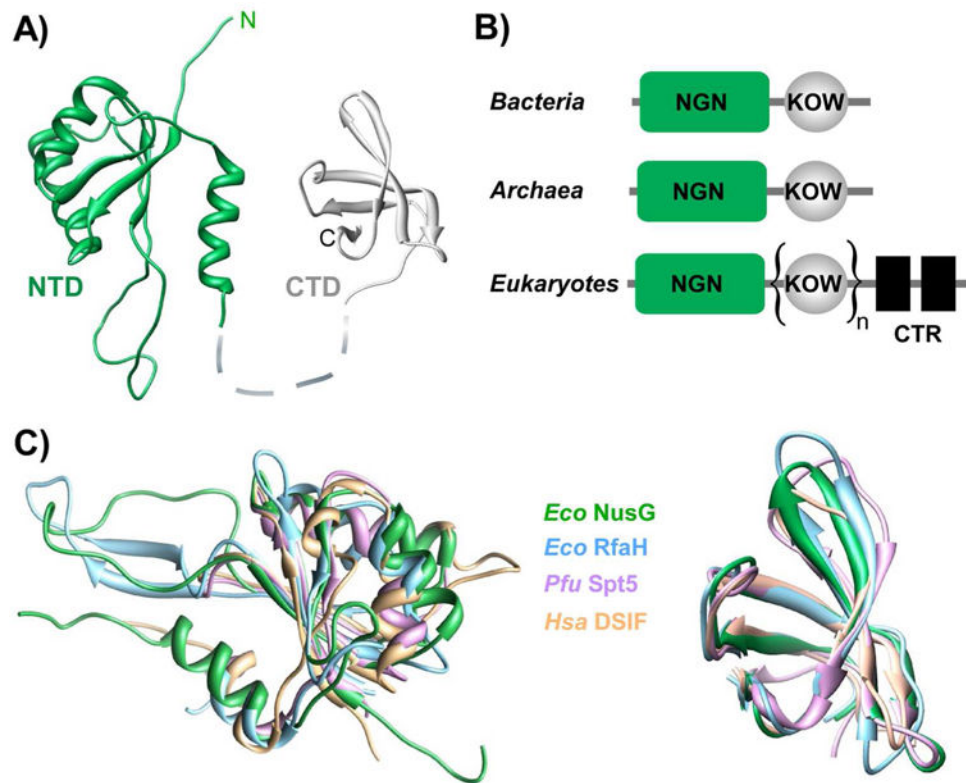 A)
N
NTD
CTD
C
B)
Bacteria
NGN
KOW
Archaea
NGN
KOW
Eukaryotes
NGN
{KOW}n
CTR
C)
Eco NusG
Eco RfaH
Pfu Spt5
Hsa DSIF